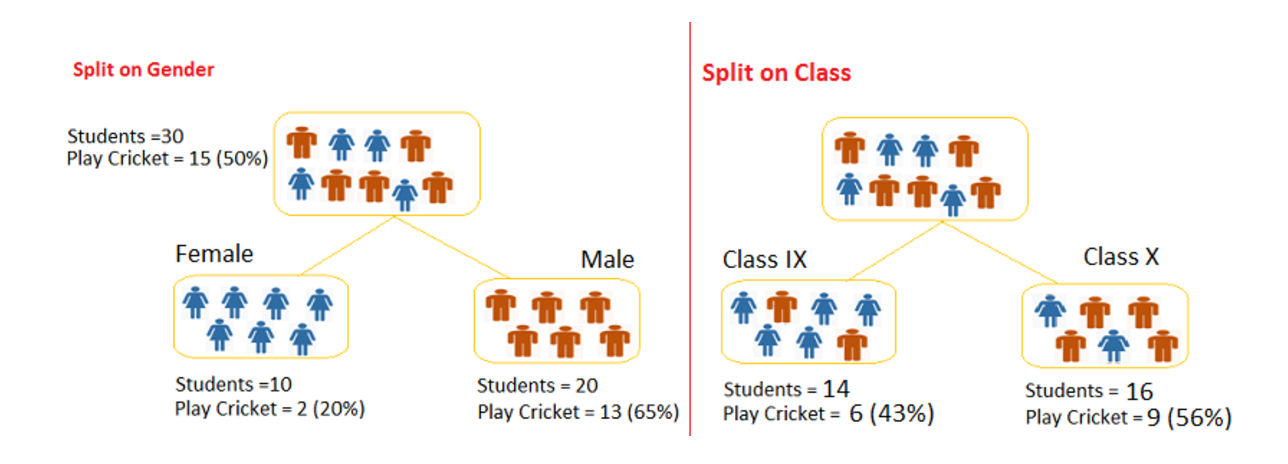 Split on Gender
Students =30
Play Cricket = 15 (50%)
Female
Male
Students =10
Play Cricket = 2 (20%)
Students = 20
Play Cricket = 13 (65%)
Split on Class
Class IX
Class X
Students = 14
Play Cricket = 6 (43%)
Students = 16
Play Cricket = 9 (56%)